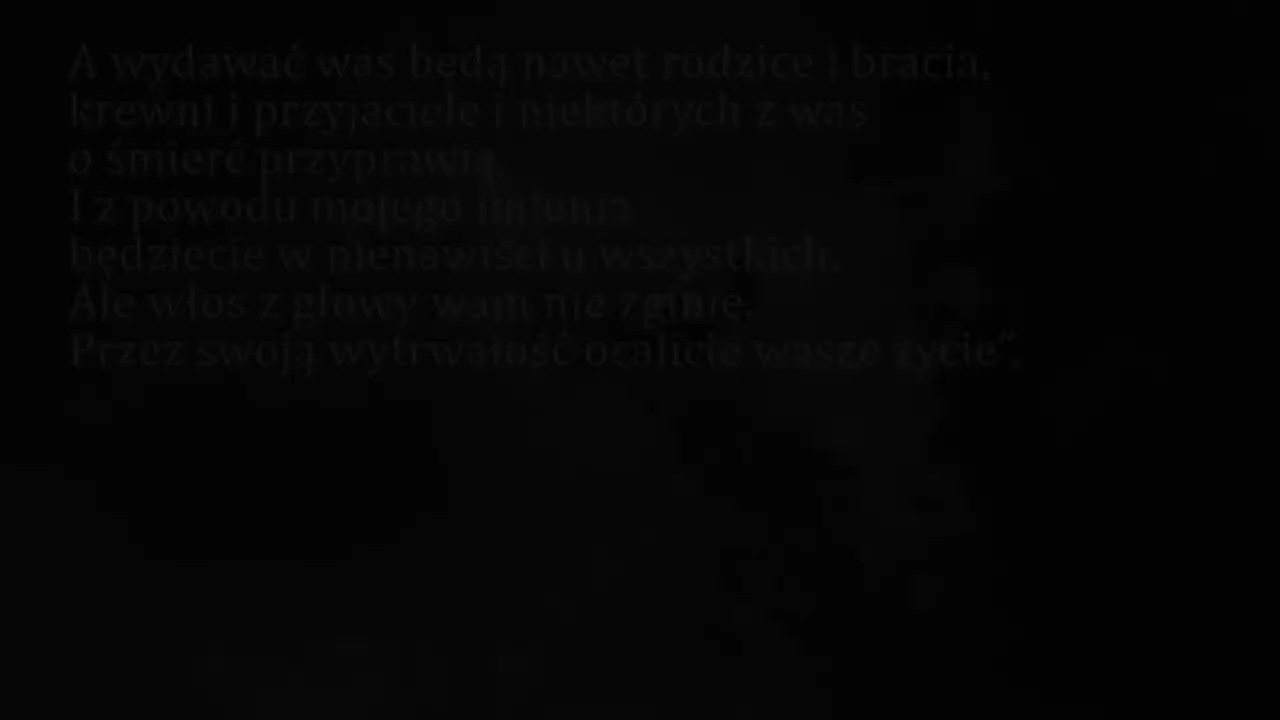 A wydawać was będą nawet rodzice i bracia,
krewni i przyjaciele i niektórych z was
o śmierć przyprawią.
I z powodu mojego imienia
będziecie w nienawiści u wszystkich.
Ale włos z głowy wam nie zginie.
Przez swoją wytrwałość ocalicie wasze życie”.